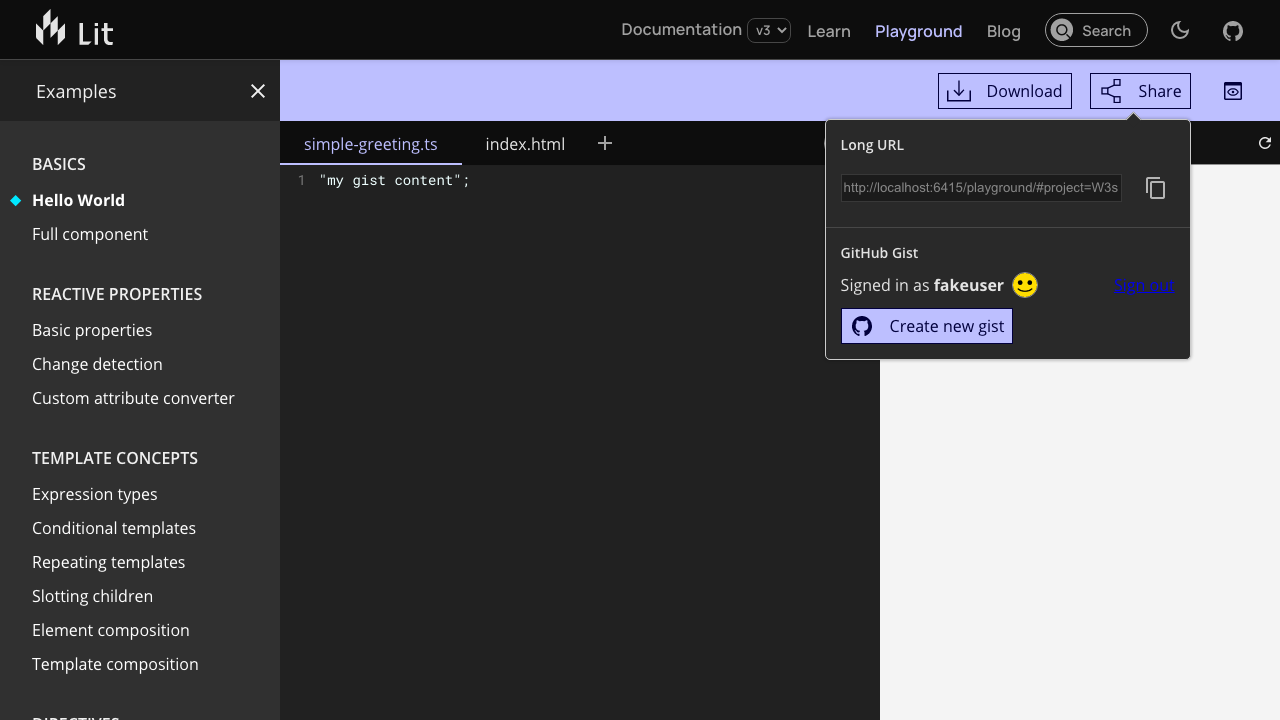 Lit
Documentation v3 Learn Playground Blog Search
Examples
Download Share
simple-greeting.ts index.html
1 "my gist content";
Long URL
http://localhost:6415/playground/#project=W3s
GitHub Gist
Signed in as fakeuser Sign out
Create new gist
BASICS
Hello World
Full component
REACTIVE PROPERTIES
Basic properties
Change detection
Custom attribute converter
TEMPLATE CONCEPTS
Expression types
Conditional templates
Repeating templates
Slotting children
Element composition
Template composition
DIRECTIVES